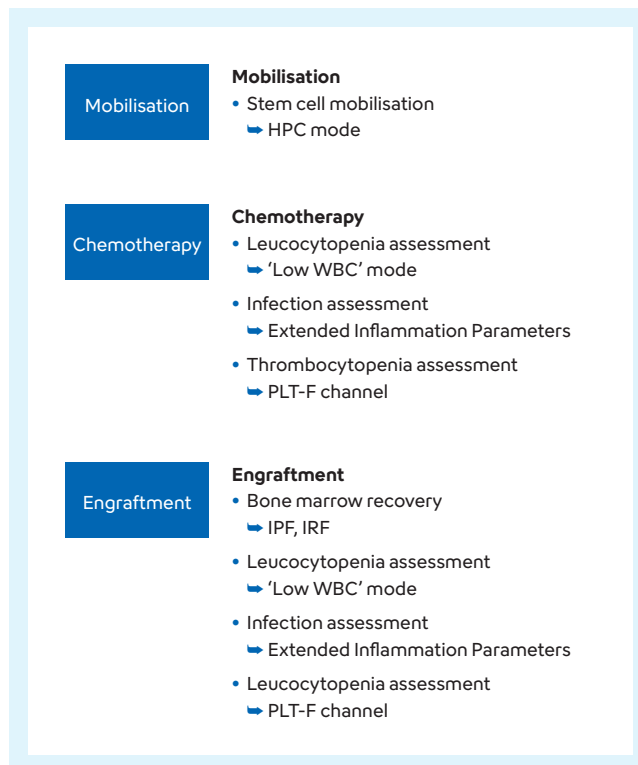 Mobilisation
Mobilisation
• Stem cell mobilisation
➥ HPC mode
Chemotherapy
Chemotherapy
• Leucocytopenia assessment
➥ ‘Low WBC’ mode
• Infection assessment
➥ Extended Inflammation Parameters
• Thrombocytopenia assessment
➥ PLT-F channel
Engraftment
Engraftment
• Bone marrow recovery
➥ IPF, IRF
• Leucocytopenia assessment
➥ ‘Low WBC’ mode
• Infection assessment
➥ Extended Inflammation Parameters
• Leucocytopenia assessment
➥ PLT-F channel